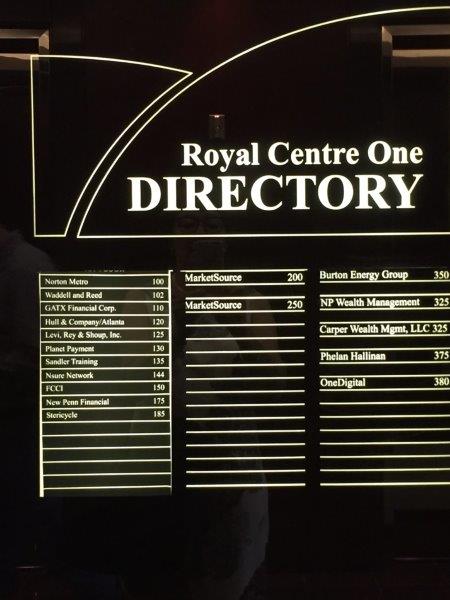 Royal Centre One
DIRECTORY
Norton Metro 100
Waddell and Reed 102
GATX Financial Corp. 110
Hull & Company/Atlanta 120
Levi, Rey & Shoup, Inc. 125
Planet Payment 130
Sandler Training 135
Nsure Network 144
FCCI 150
New Penn Financial 175
Stericycle 185
MarketSource 200
MarketSource 250
Burton Energy Group 350
NP Wealth Management 325
Carper Wealth Mgmt, LLC 325
Phelan Hallinan 375
OneDigital 380